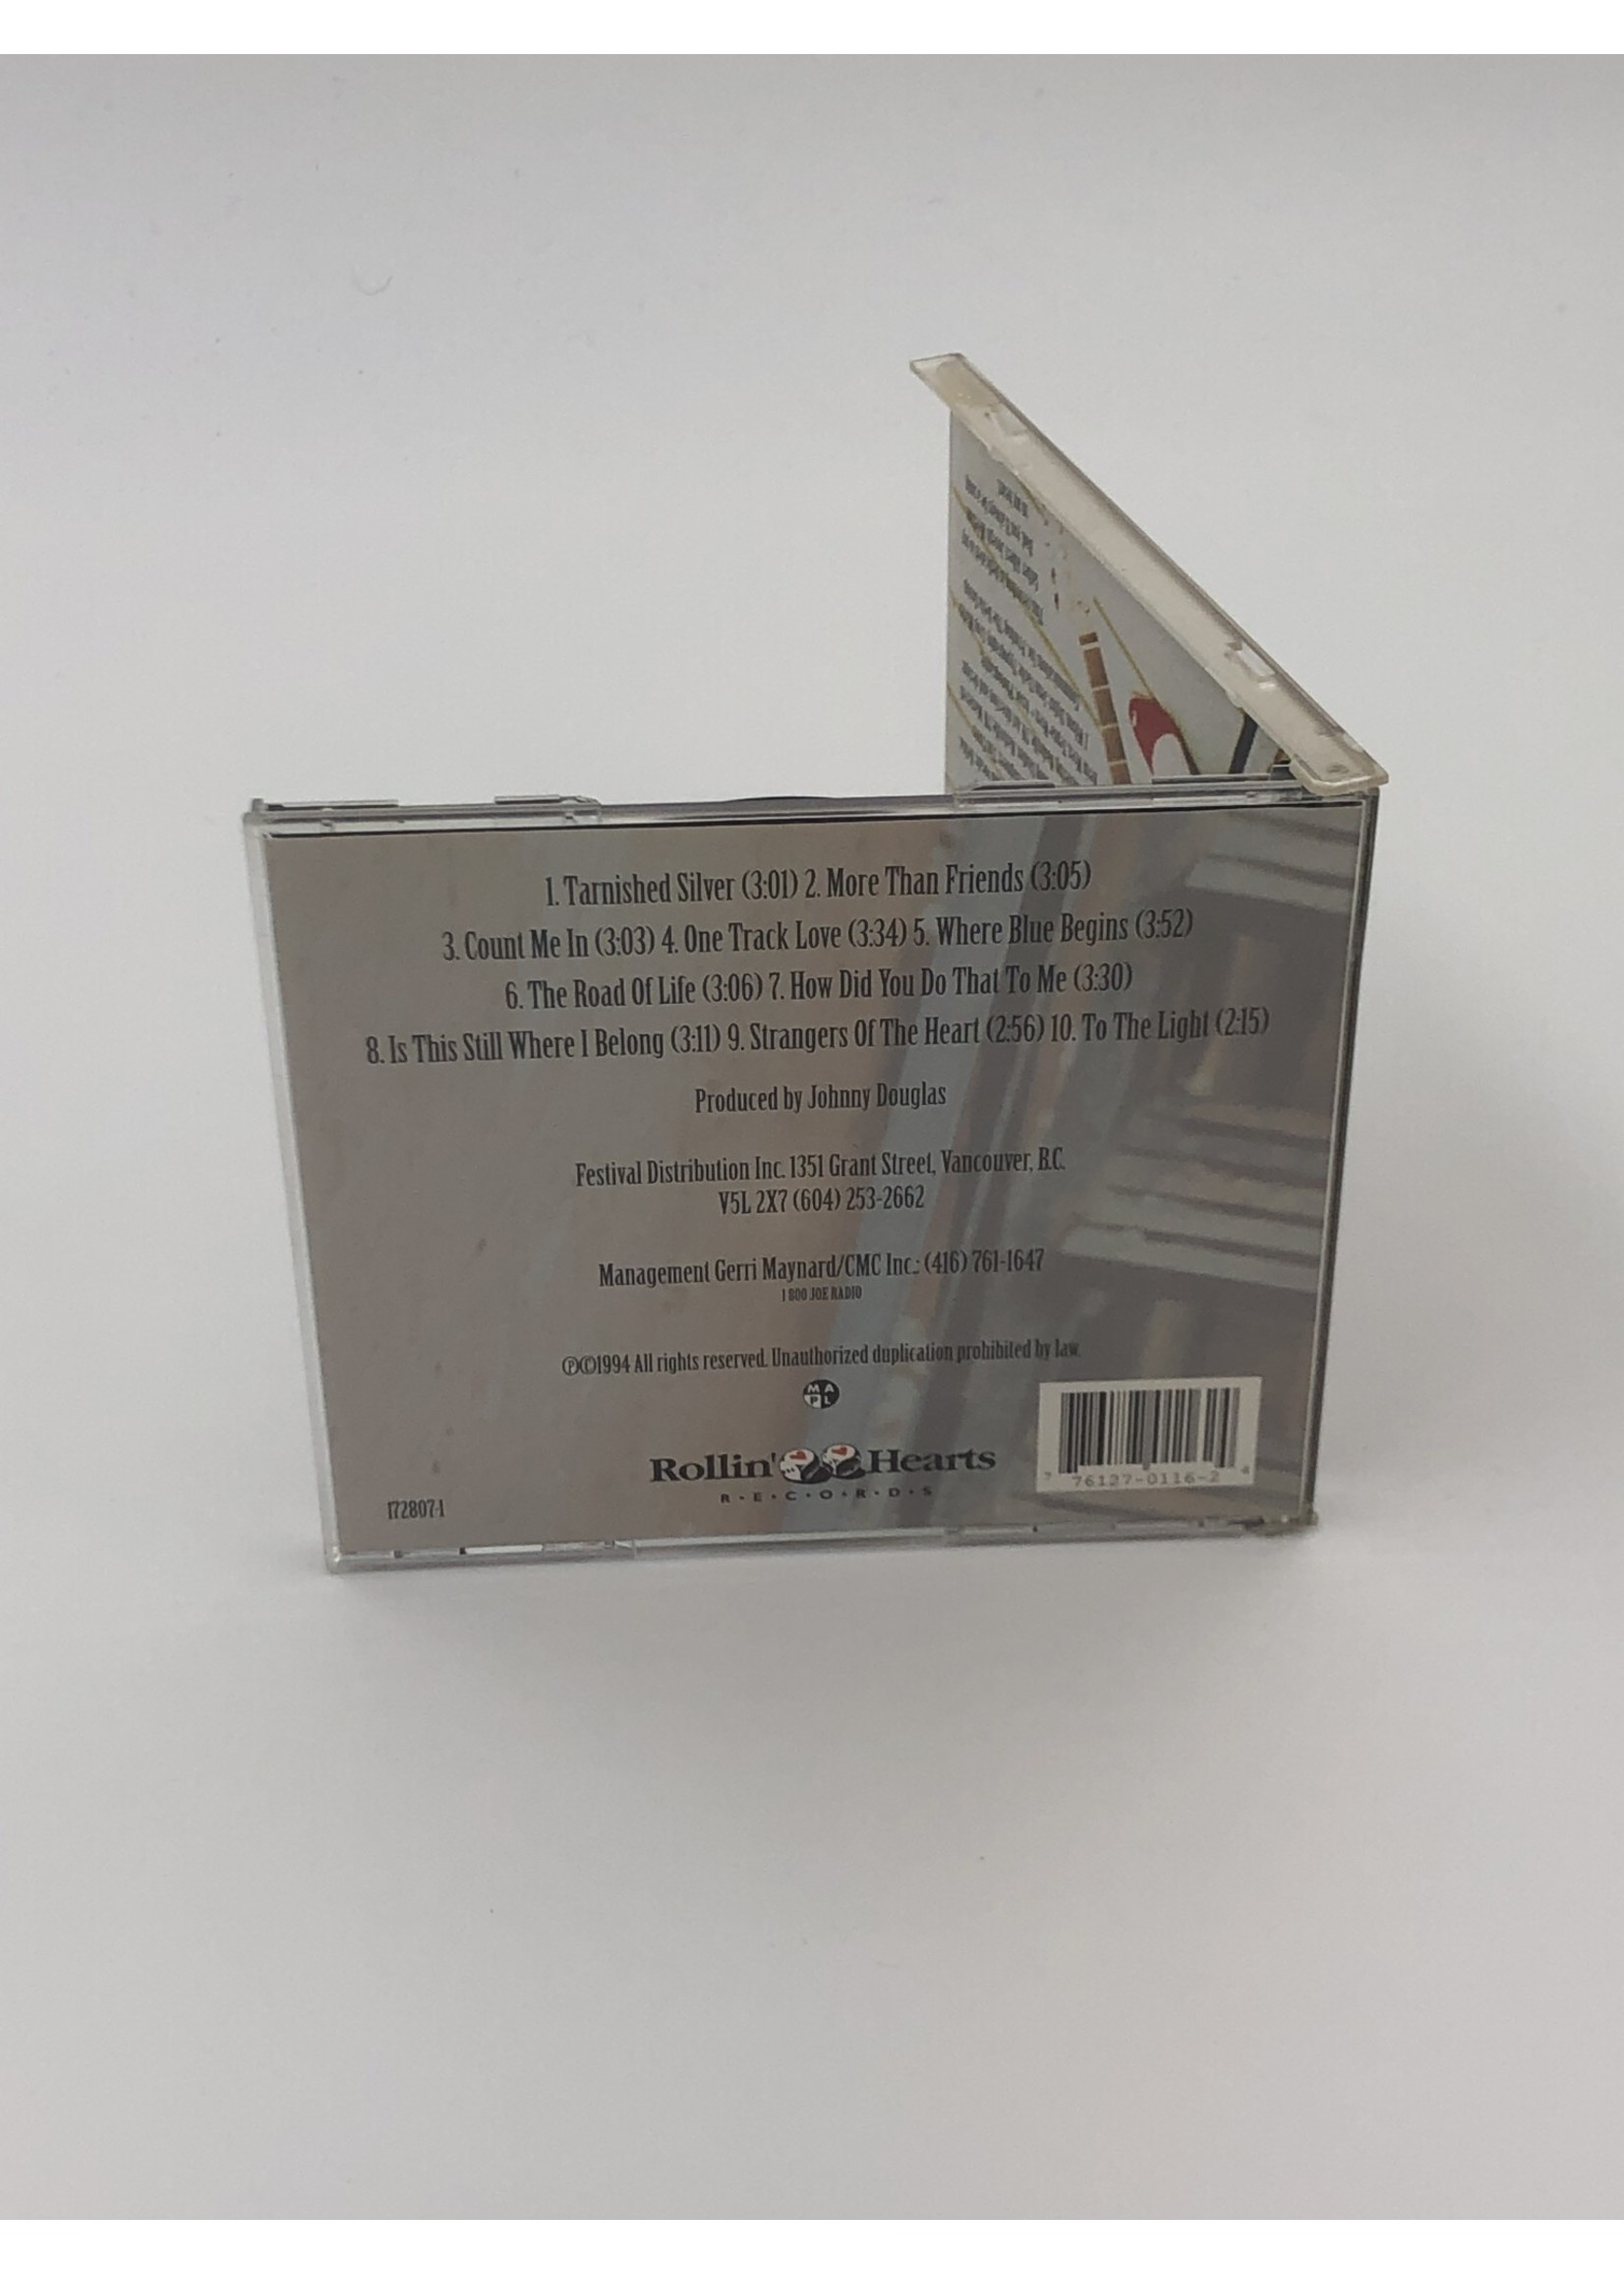 1. Tarnished Silver (3:01) 2. More Than Friends (3:05)
3. Count Me In (3:03) 4. One Track Love (3:34) 5. Where Blue Begins (3:52)
6. The Road Of Life (3:06) 7. How Did You Do That To Me (3:30)
8. Is This Still Where I Belong (3:11) 9. Strangers Of The Heart (2:56) 10. To The Light (2:15)
Produced by Johnny Douglas
Festival Distribution Inc. 1351 Grant Street, Vancouver, B.C.
V5L 2X7 (604) 253-2662
Management Gerri Maynard/CMC Inc.: (416) 761-1647
1 800 JOE RADIO
℗©1994 All rights reserved. Unauthorized duplication prohibited by law.
MA
PL
Rollin' Hearts
R•E•C•O•R•D•S
7 76127-0116-2 4
172807-1